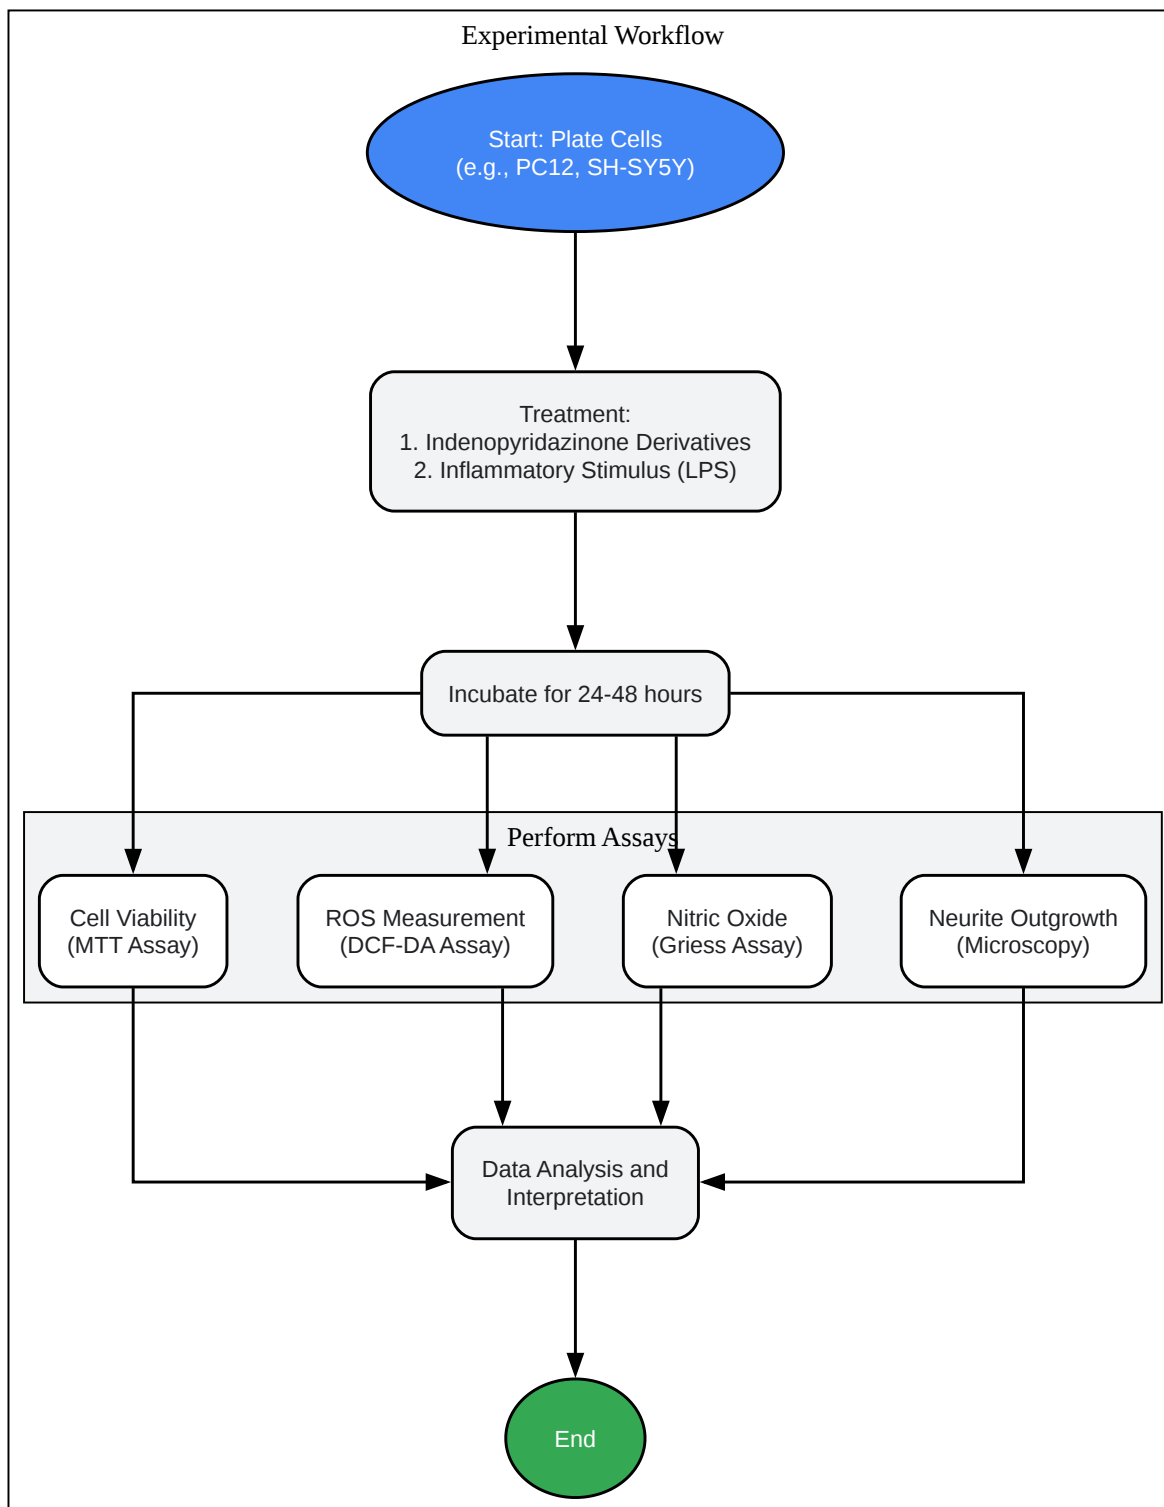 Experimental Workflow
Start: Plate Cells
(e.g., PC12, SH-SY5Y)
Treatment:
1. Indenopyridazinone Derivatives
2. Inflammatory Stimulus (LPS)
Incubate for 24-48 hours
Perform Assays
Cell Viability
(MTT Assay)
ROS Measurement
(DCF-DA Assay)
Nitric Oxide
(Griess Assay)
Neurite Outgrowth
(Microscopy)
Data Analysis and
Interpretation
End